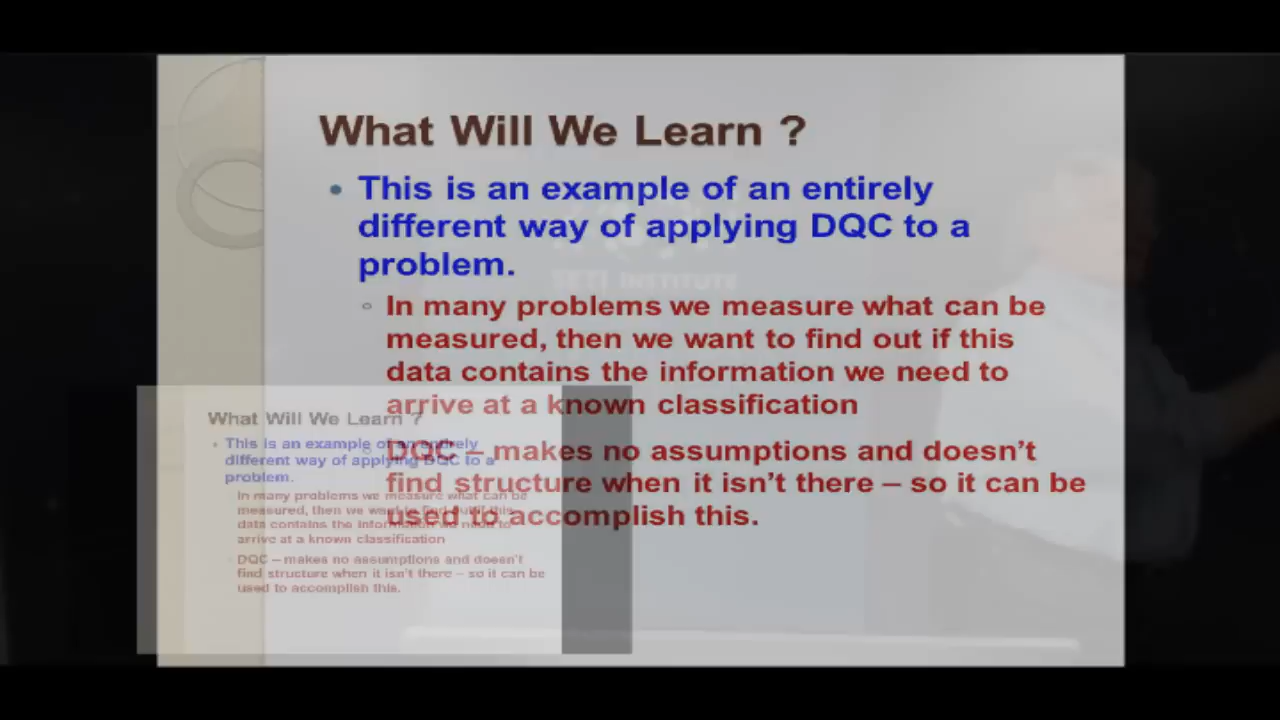 What Will We Learn ?
• This is an example of an entirely
different way of applying DQC to a
problem.
In many problems we measure what can be
measured, then we want to find out if this
data contains the information we need to
arrive at a known classification
DQC – makes no assumptions and doesn't
find structure when it isn't there – so it can be
used to accomplish this.
SETI INSTITUTE
What Will We Learn ?
• This is an example of an entirely
different way of applying DQC to a
problem.
In many problems we measure what can be
measured, then we want to find out if this
data contains the information we need to
arrive at a known classification
DQC – makes no assumptions and doesn't
find structure when it isn't there – so it can be
used to accomplish this.